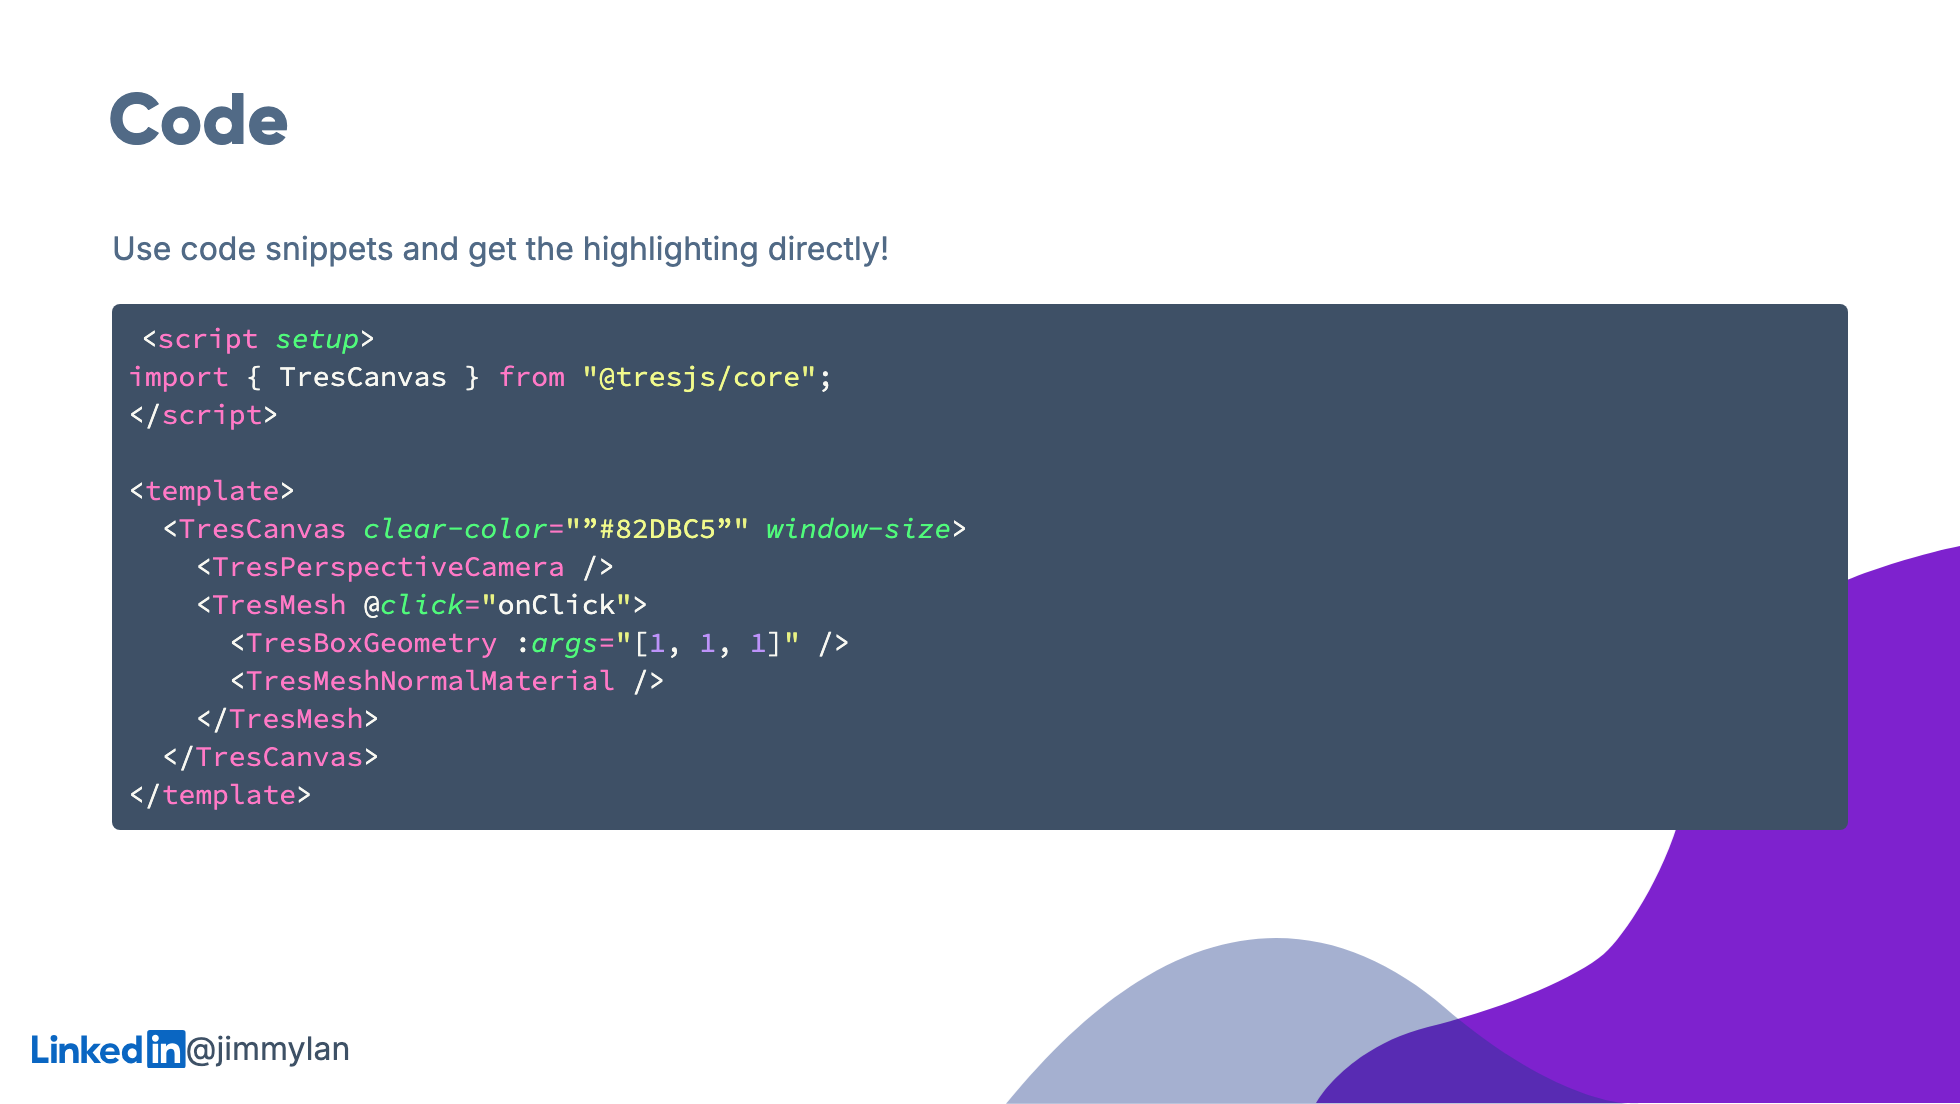 Code
Use code snippets and get the highlighting directly!
<script setup>
import { TresCanvas } from "@tresjs/core";
</script>
<template>
  <TresCanvas clear-color="”#82DBC5”" window-size>
    <TresPerspectiveCamera />
    <TresMesh @click="onClick">
      <TresBoxGeometry :args="[1, 1, 1]" />
      <TresMeshNormalMaterial />
    </TresMesh>
  </TresCanvas>
</template>
Linkedin@jimmylan